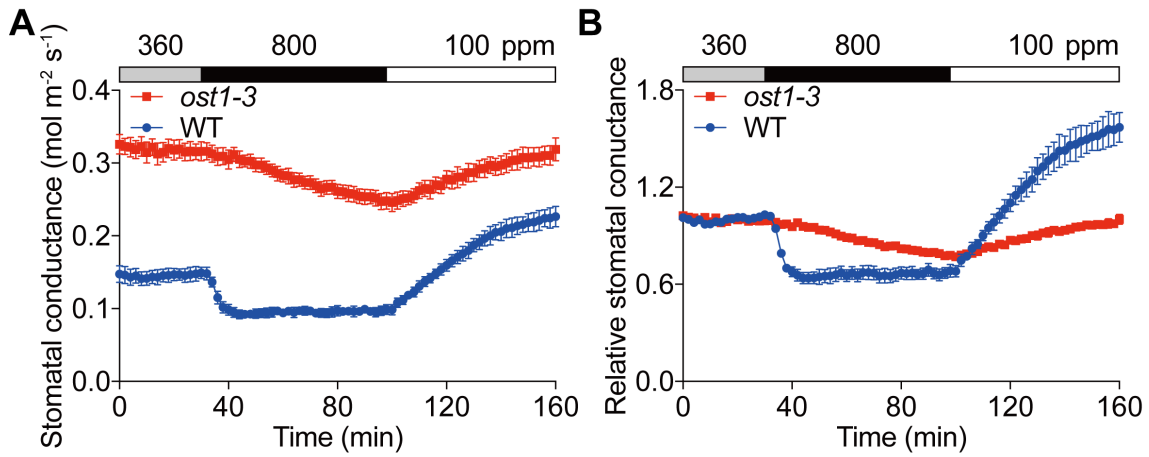 A
360 800 100 ppm
Stomatal conductance (mol m⁻² s⁻¹)
0.4
0.3
0.2
0.1
0.0
ost1-3
WT
0 40 80 120 160
Time (min)
B
360 800 100 ppm
Relative stomatal conuctance
1.8
1.2
0.6
0.0
ost1-3
WT
0 40 80 120 160
Time (min)